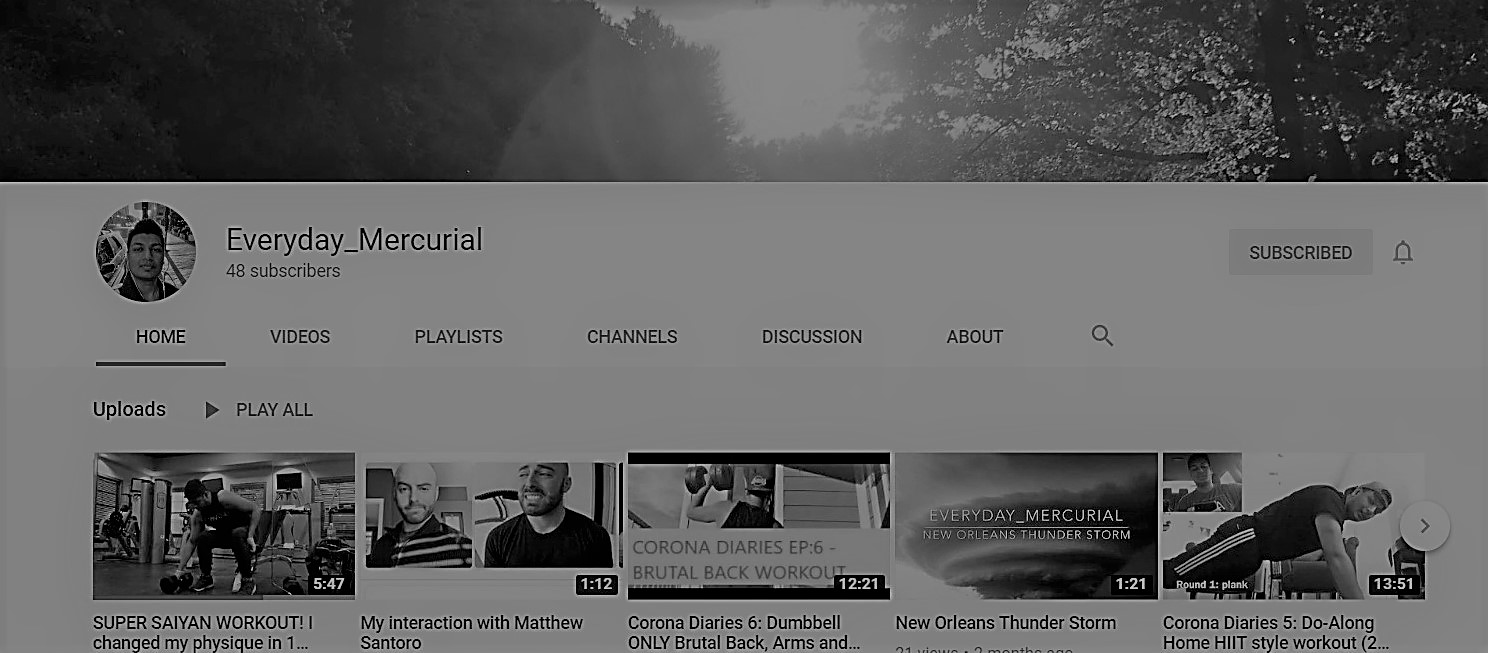 Everyday_Mercurial
48 subscribers
SUBSCRIBED
HOME VIDEOS PLAYLISTS CHANNELS DISCUSSION ABOUT
Uploads PLAY ALL
5:47
1:12
CORONA DIARIES EP:6 -
BRUTAL BACK WORKOUT
12:21
EVERYDAY_MERCURIAL
NEW ORLEANS THUNDER STORM
1:21
Round 1: plank
13:51
SUPER SAIYAN WORKOUT! I
changed my physique in 1...
My interaction with Matthew
Santoro
Corona Diaries 6: Dumbbell
ONLY Brutal Back, Arms and...
New Orleans Thunder Storm
21 views • 2 months ago
Corona Diaries 5: Do-Along
Home HIIT style workout (2...